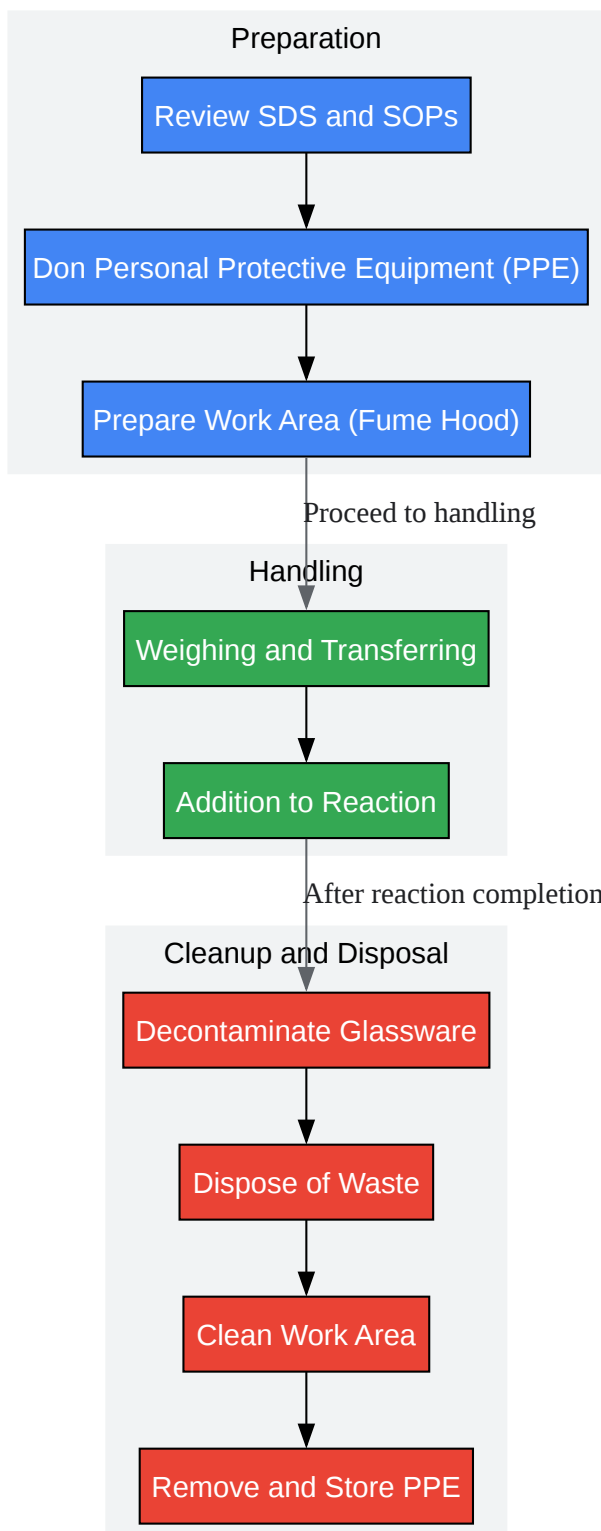 Preparation
Review SDS and SOPs
Don Personal Protective Equipment (PPE)
Prepare Work Area (Fume Hood)
Proceed to handling
Handling
Weighing and Transferring
Addition to Reaction
After reaction completion
Cleanup and Disposal
Decontaminate Glassware
Dispose of Waste
Clean Work Area
Remove and Store PPE